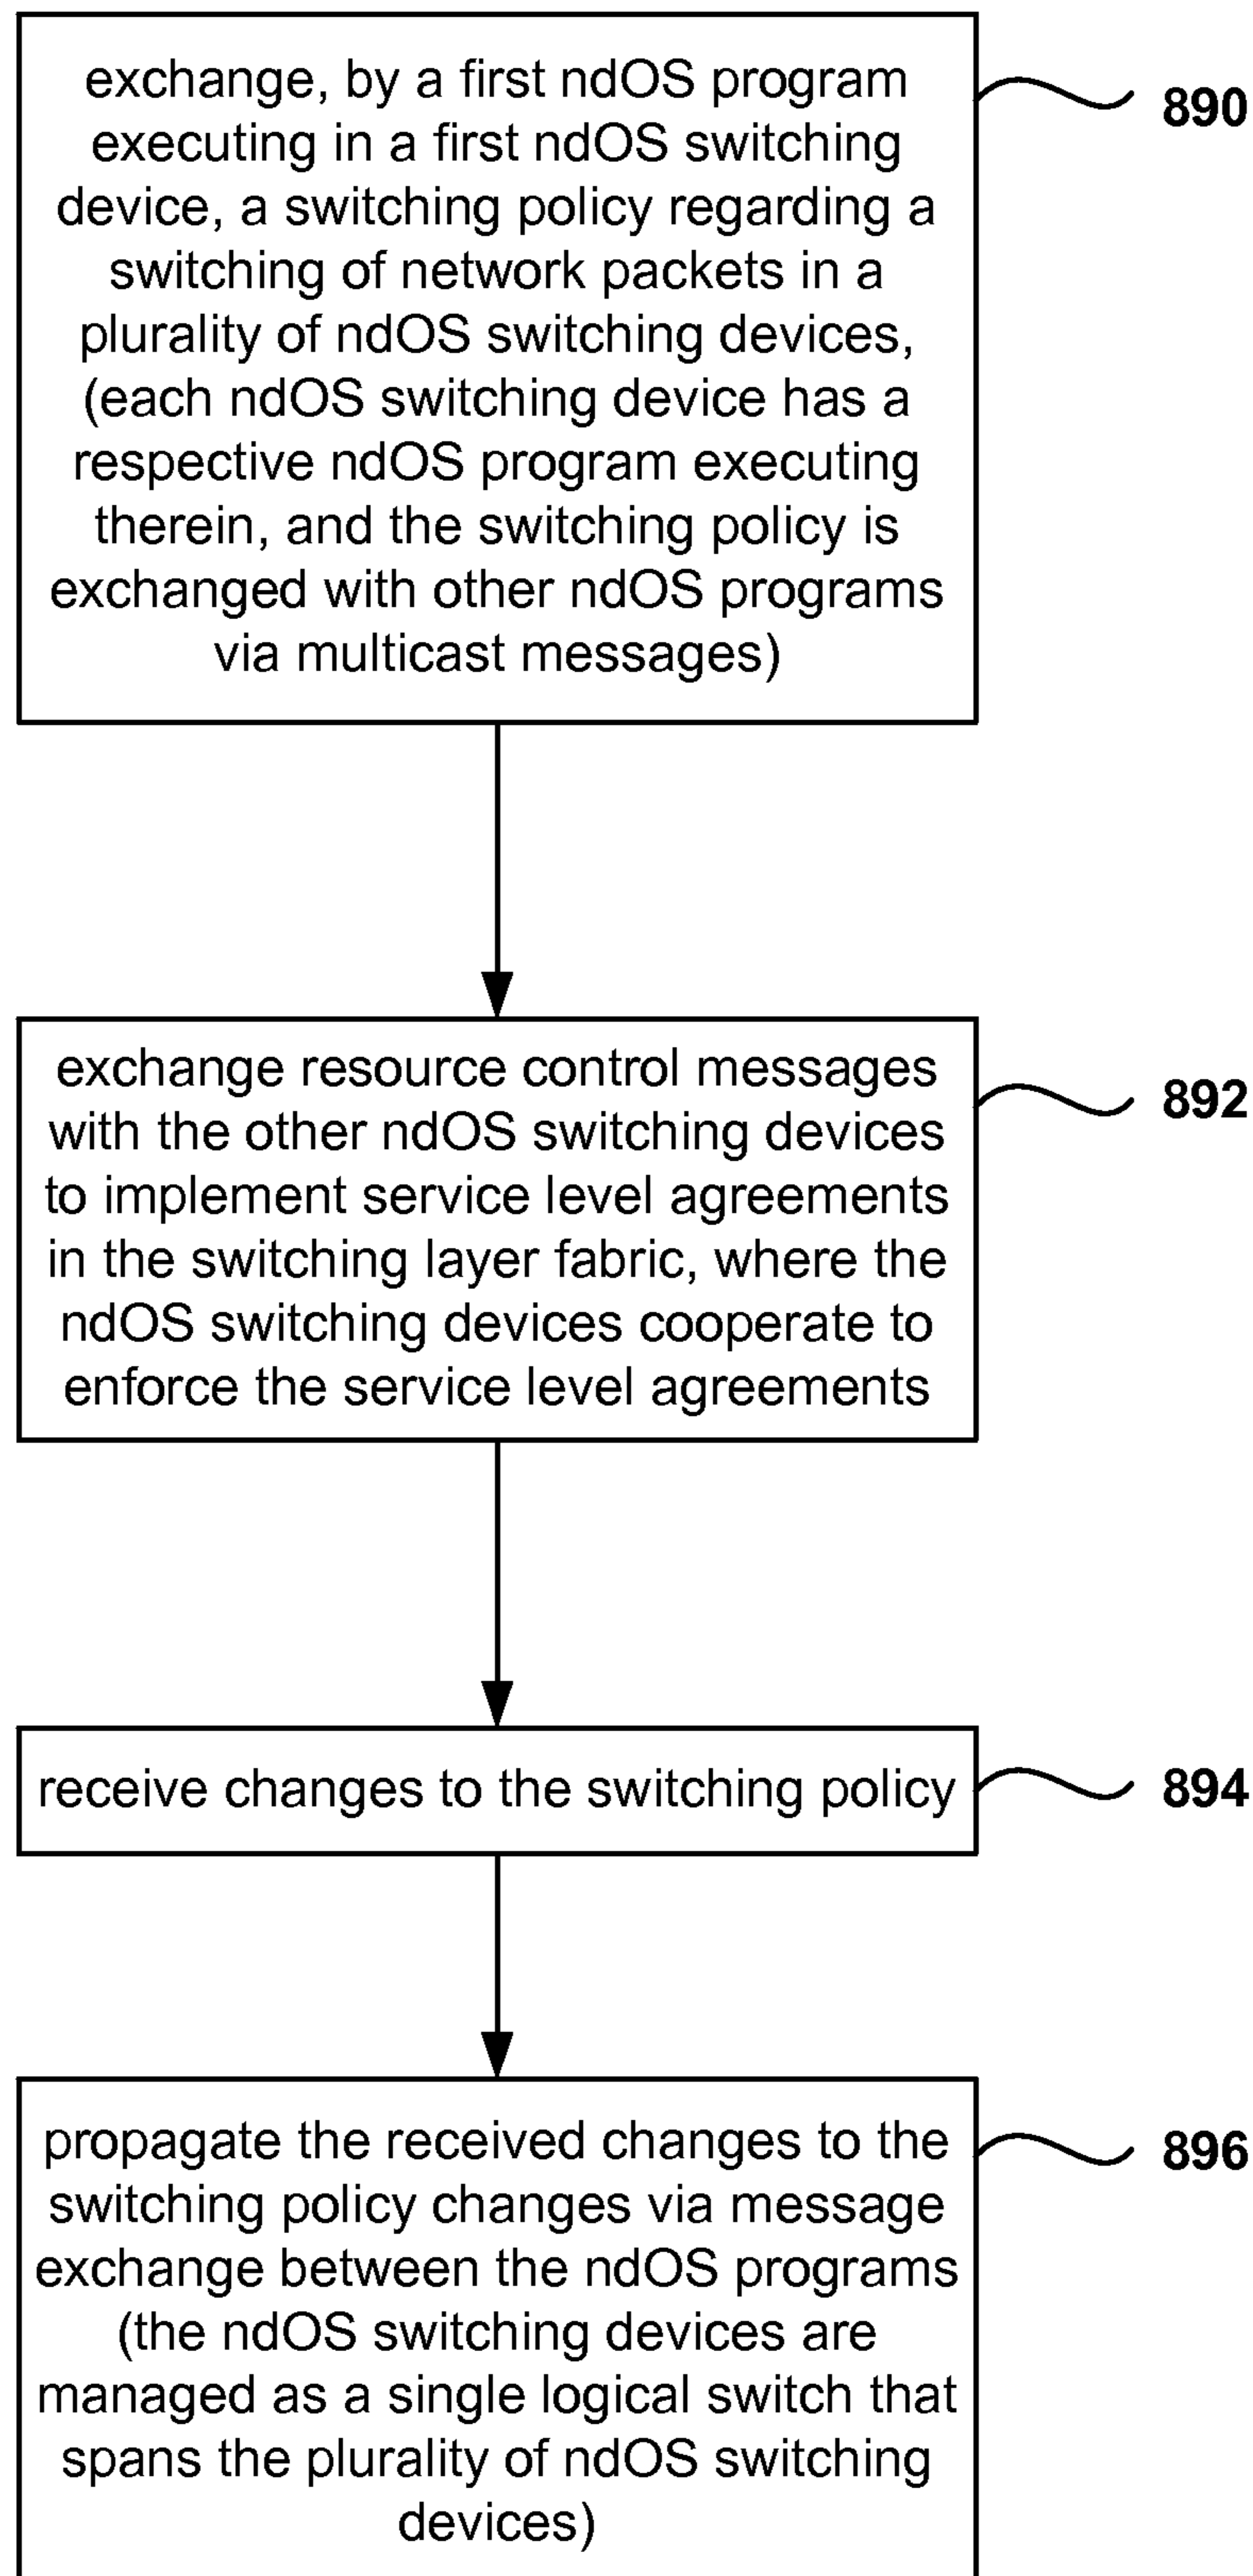 exchange, by a first ndOS program
executing in a first ndOS switching
device, a switching policy regarding a
switching of network packets in a
plurality of ndOS switching devices,
(each ndOS switching device has a
respective ndOS program executing
therein, and the switching policy is
exchanged with other ndOS programs
via multicast messages)
890
exchange resource control messages
with the other ndOS switching devices
to implement service level agreements
in the switching layer fabric, where the
ndOS switching devices cooperate to
enforce the service level agreements
892
receive changes to the switching policy
894
propagate the received changes to the
switching policy changes via message
exchange between the ndOS programs
(the ndOS switching devices are
managed as a single logical switch that
spans the plurality of ndOS switching
devices)
896